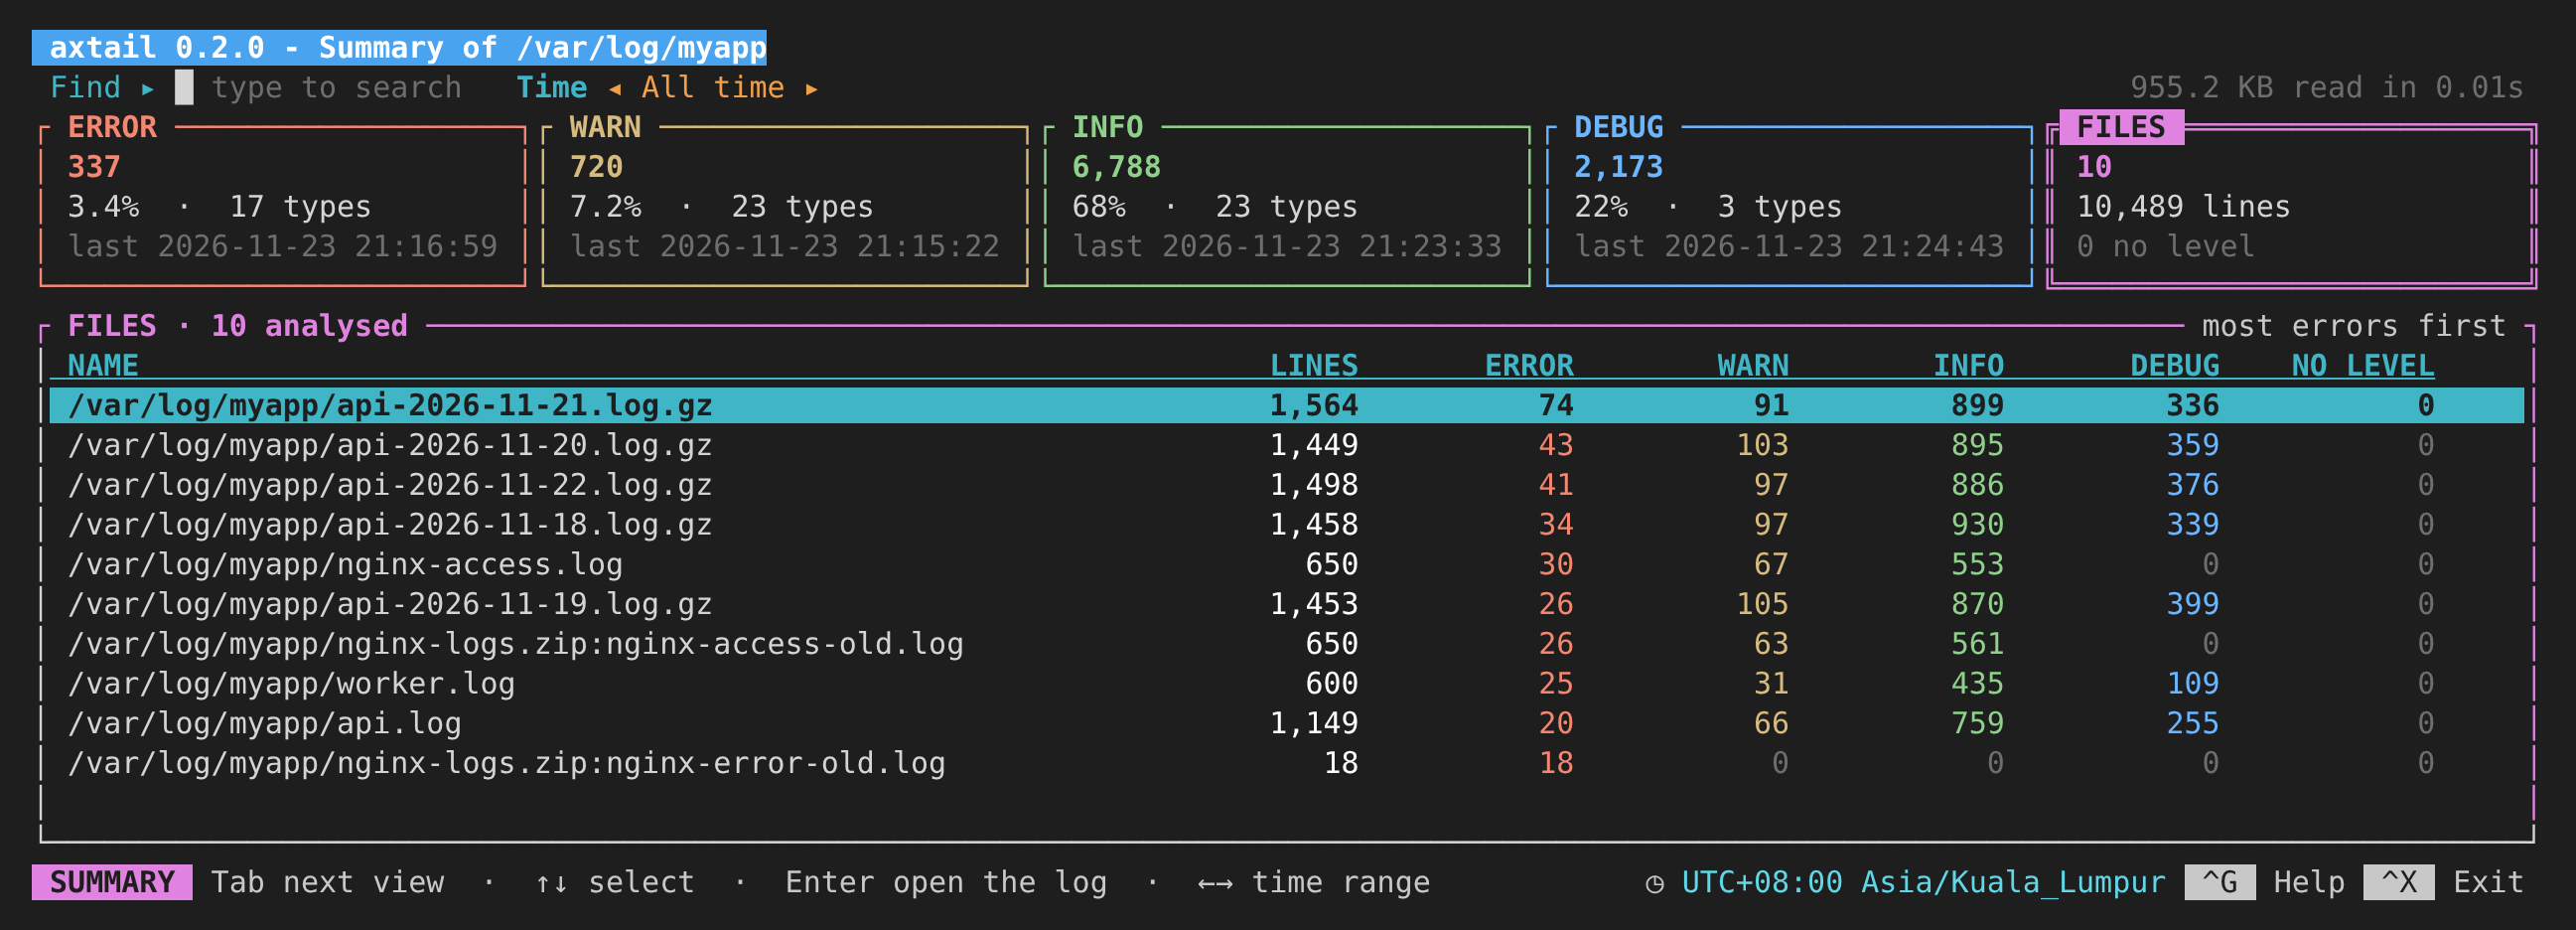 axtail 0.2.0 - Summary of /var/log/myapp
Find ▸ type to search Time ◂ All time ▸ 955.2 KB read in 0.01s
ERROR WARN INFO DEBUG FILES
337 720 6,788 2,173 10
3.4% · 17 types 7.2% · 23 types 68% · 23 types 22% · 3 types 10,489 lines
last 2026-11-23 21:16:59 last 2026-11-23 21:15:22 last 2026-11-23 21:23:33 last 2026-11-23 21:24:43 0 no level
FILES · 10 analysed most errors first
NAME LINES ERROR WARN INFO DEBUG NO LEVEL
/var/log/myapp/api-2026-11-21.log.gz 1,564 74 91 899 336 0
/var/log/myapp/api-2026-11-20.log.gz 1,449 43 103 895 359 0
/var/log/myapp/api-2026-11-22.log.gz 1,498 41 97 886 376 0
/var/log/myapp/api-2026-11-18.log.gz 1,458 34 97 930 339 0
/var/log/myapp/nginx-access.log 650 30 67 553 0 0
/var/log/myapp/api-2026-11-19.log.gz 1,453 26 105 870 399 0
/var/log/myapp/nginx-logs.zip:nginx-access-old.log 650 26 63 561 0 0
/var/log/myapp/worker.log 600 25 31 435 109 0
/var/log/myapp/api.log 1,149 20 66 759 255 0
/var/log/myapp/nginx-logs.zip:nginx-error-old.log 18 18 0 0 0 0
SUMMARY Tab next view · ↑↓ select · Enter open the log · ←→ time range ◷ UTC+08:00 Asia/Kuala_Lumpur ^G Help ^X Exit